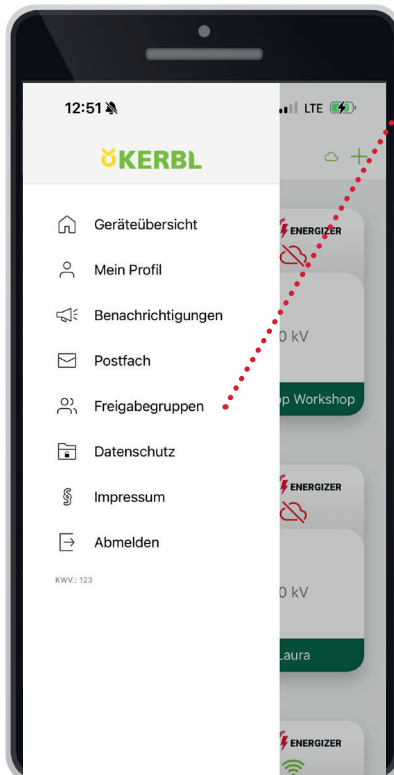 12:51
LTE
KERBL
Geräteübersicht
Mein Profil
Benachrichtigungen
Postfach
Freigabegruppen
Datenschutz
§ Impressum
Abmelden
KWV.: 123
ENERGIZER
0 kV
Workshop
ENERGIZER
0 kV
Laura
ENERGIZER